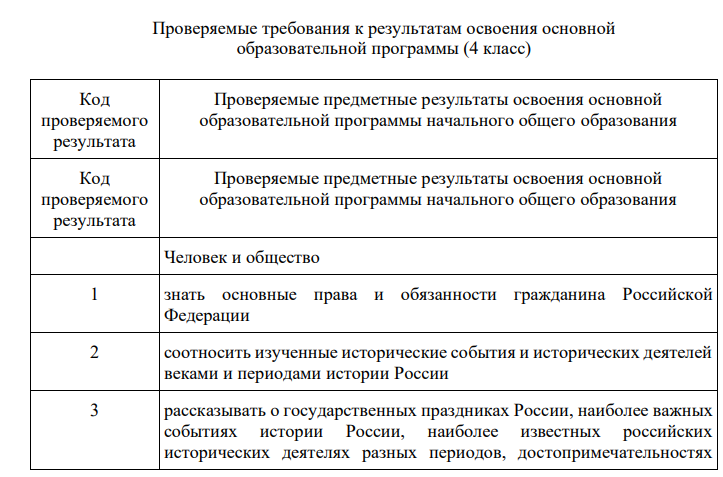 Проверяемые требования к результатам освоения основной
образовательной программы (4 класс)
Код
проверяемого
результата
Проверяемые предметные результаты освоения основной
образовательной программы начального общего образования
Код
проверяемого
результата
Проверяемые предметные результаты освоения основной
образовательной программы начального общего образования
Человек и общество
1
знать основные права и обязанности гражданина Российской
Федерации
2
соотносить изученные исторические события и исторических деятелей
веками и периодами истории России
3
рассказывать о государственных праздниках России, наиболее важных
событиях истории России, наиболее известных российских
исторических деятелях разных периодов, достопримечательностях